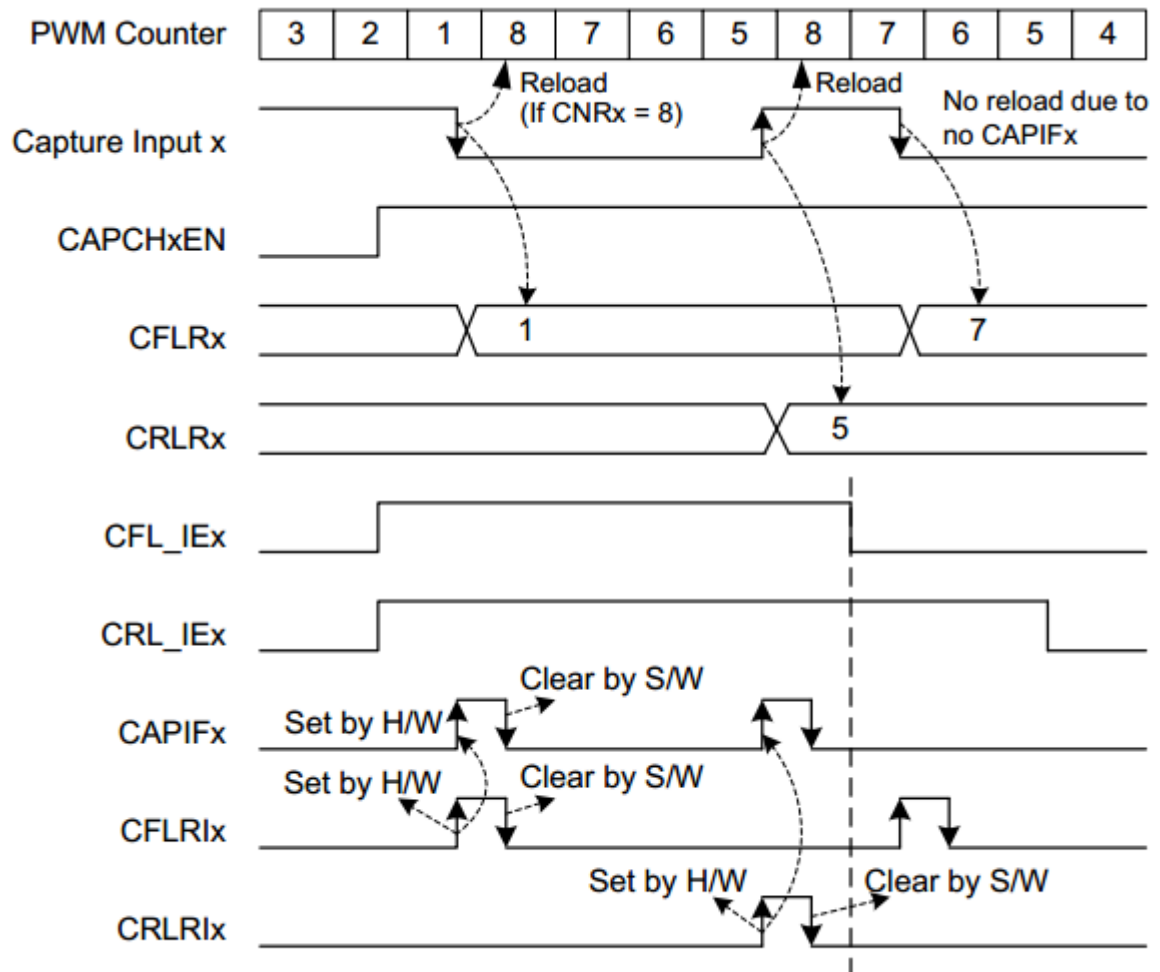 PWM Counter 3 2 1 8 7 6 5 8 7 6 5 4
Reload
(If CNRx = 8)
Reload
No reload due to
no CAPIFx
Capture Input x
CAPCHxEN
CFLRx 1 7
CRLRx 5
CFL_IEx
CRL_IEx
Clear by S/W
Set by H/W
CAPIFx
Set by H/W Clear by S/W
CFLRIx
Set by H/W Clear by S/W
CRLRIx